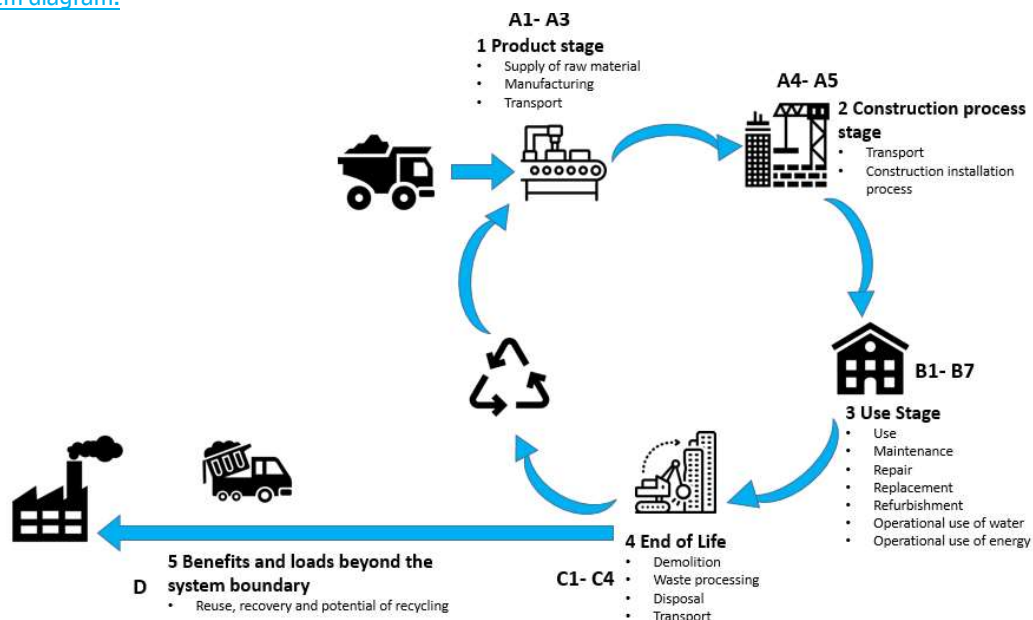 em diagram:
A1- A3
1 Product stage
• Supply of raw material
• Manufacturing
• Transport
A4- A5
2 Construction process
stage
• Transport
• Construction installation
process
B1- B7
3 Use Stage
• Use
• Maintenance
• Repair
• Replacement
• Refurbishment
• Operational use of water
• Operational use of energy
4 End of Life
C1- C4
• Demolition
• Waste processing
• Disposal
• Transport
5 Benefits and loads beyond the
D system boundary
• Reuse, recovery and potential of recycling